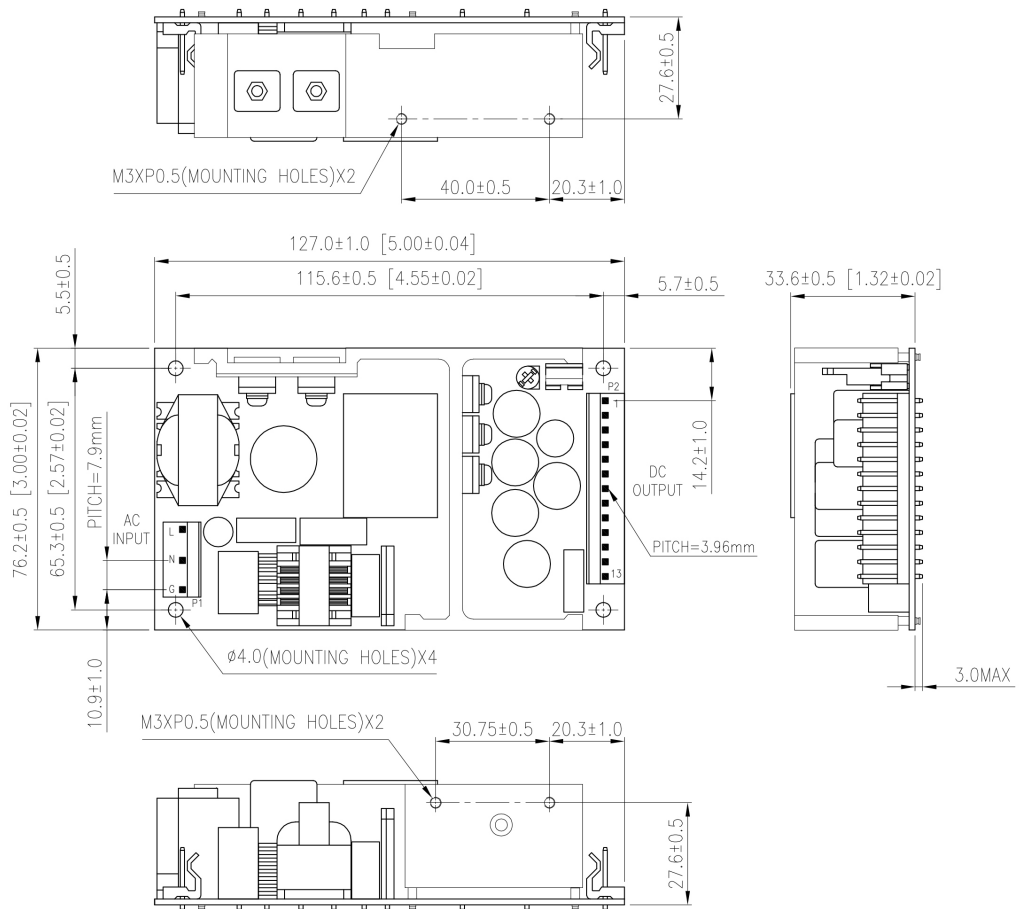 27.6±0.5
M3XP0.5(MOUNTING HOLES)X2
40.0±0.5
20.3±1.0
127.0±1.0 [5.00±0.04]
115.6±0.5 [4.55±0.02]
5.7±0.5
33.6±0.5 [1.32±0.02]
5.5±0.5
76.2±0.5 [3.00±0.02]
65.3±0.5 [2.57±0.02]
PITCH=7.9mm
AC
INPUT
L
N
G
P1
P2
1
13
DC
OUTPUT
14.2±1.0
PITCH=3.96mm
10.9±1.0
ø4.0(MOUNTING HOLES)X4
3.0MAX
M3XP0.5(MOUNTING HOLES)X2
30.75±0.5
20.3±1.0
27.6±0.5